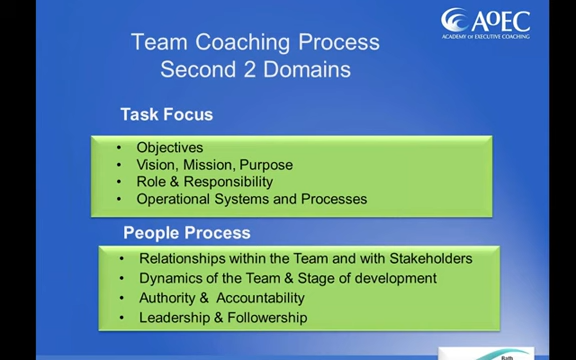 AOEC
ACADEMY OF EXECUTIVE COACHING
Team Coaching Process
Second 2 Domains
Task Focus
• Objectives
• Vision, Mission, Purpose
• Role & Responsibility
• Operational Systems and Processes
People Process
• Relationships within the Team and with Stakeholders
• Dynamics of the Team & Stage of development
• Authority & Accountability
• Leadership & Followership
Bath